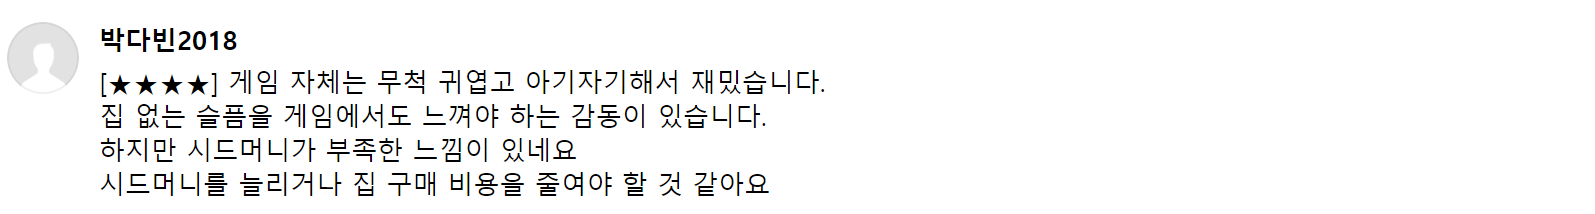 박다빈2018
[★★★★] 게임 자체는 무척 귀엽고 아기자기해서 재밌습니다.
집 없는 슬픔을 게임에서도 느껴야 하는 감동이 있습니다.
하지만 시드머니가 부족한 느낌이 있네요
시드머니를 늘리거나 집 구매 비용을 줄여야 할 것 같아요